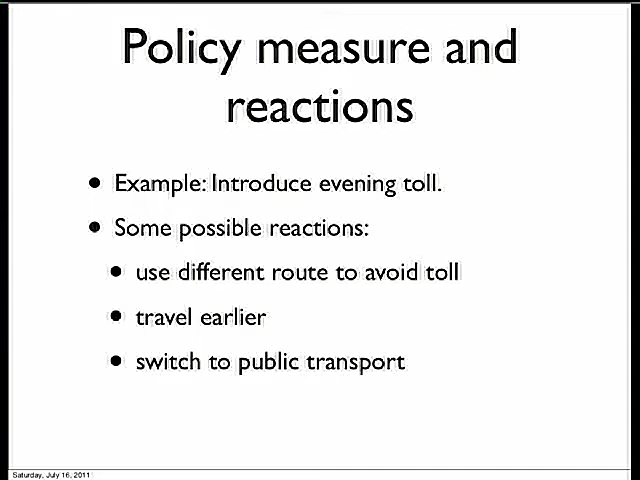 Policy measure and
reactions
• Example: Introduce evening toll.
• Some possible reactions:
• use different route to avoid toll
• travel earlier
• switch to public transport
Saturday, July 16, 2011